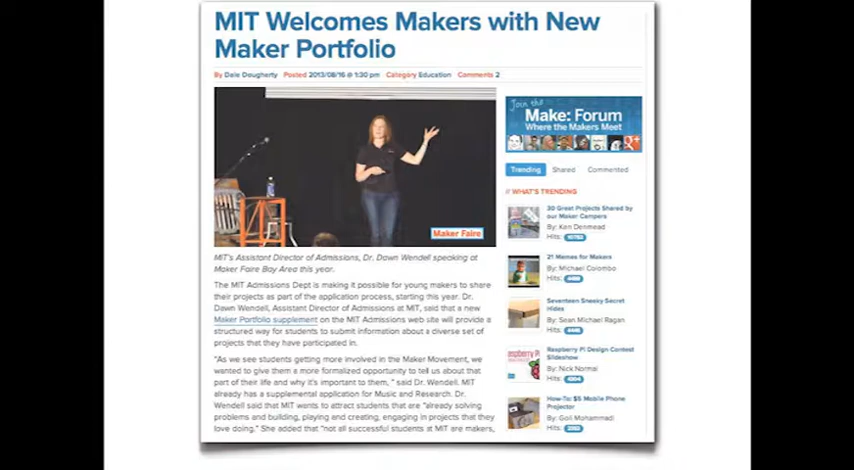 MIT Welcomes Makers with New
Maker Portfolio
By Dale Dougherty Posted 2013/08/16 @ 1:30 pm Category Education Comments 2
Maker Faire
MIT's Assistant Director of Admissions, Dr. Dawn Wendell speaking at
Maker Faire Bay Area this year.
The MIT Admissions Dept is making it possible for young makers to share
their projects as part of the application process, starting this year. Dr.
Dawn Wendell, Assistant Director of Admissions at MIT, said that a new
Maker Portfolio supplement on the MIT Admissions web site will provide a
structured way for students to submit information about a diverse set of
projects that they have participated in.
"As we see students getting more involved in the Maker Movement, we
wanted to give them a more formalized opportunity to tell us about that
part of their life and why it's important to them, " said Dr. Wendell. MIT
already has a supplemental application for Music and Research. Dr.
Wendell said that MIT wants to attract students that are "already solving
problems and building, playing and creating, engaging in projects that they
love doing." She added that "not all successful students at MIT are makers,
Join the
Make: Forum
Where the Makers Meet
Trending Shared Commented
// WHAT'S TRENDING
30 Great Projects Shared by
our Maker Campers
By: Ken Denmead
Hits:
21 Memes for Makers
By: Michael Colombo
Hits:
Seventeen Sneeky Secret
Hides
By: Sean Michael Ragan
Hits:
Raspberry Pi Design Contest
Slideshow
By: Nick Normal
Hits:
How-To: $5 Mobile Phone
Projector
By: Goli Mohammadi
Hits: